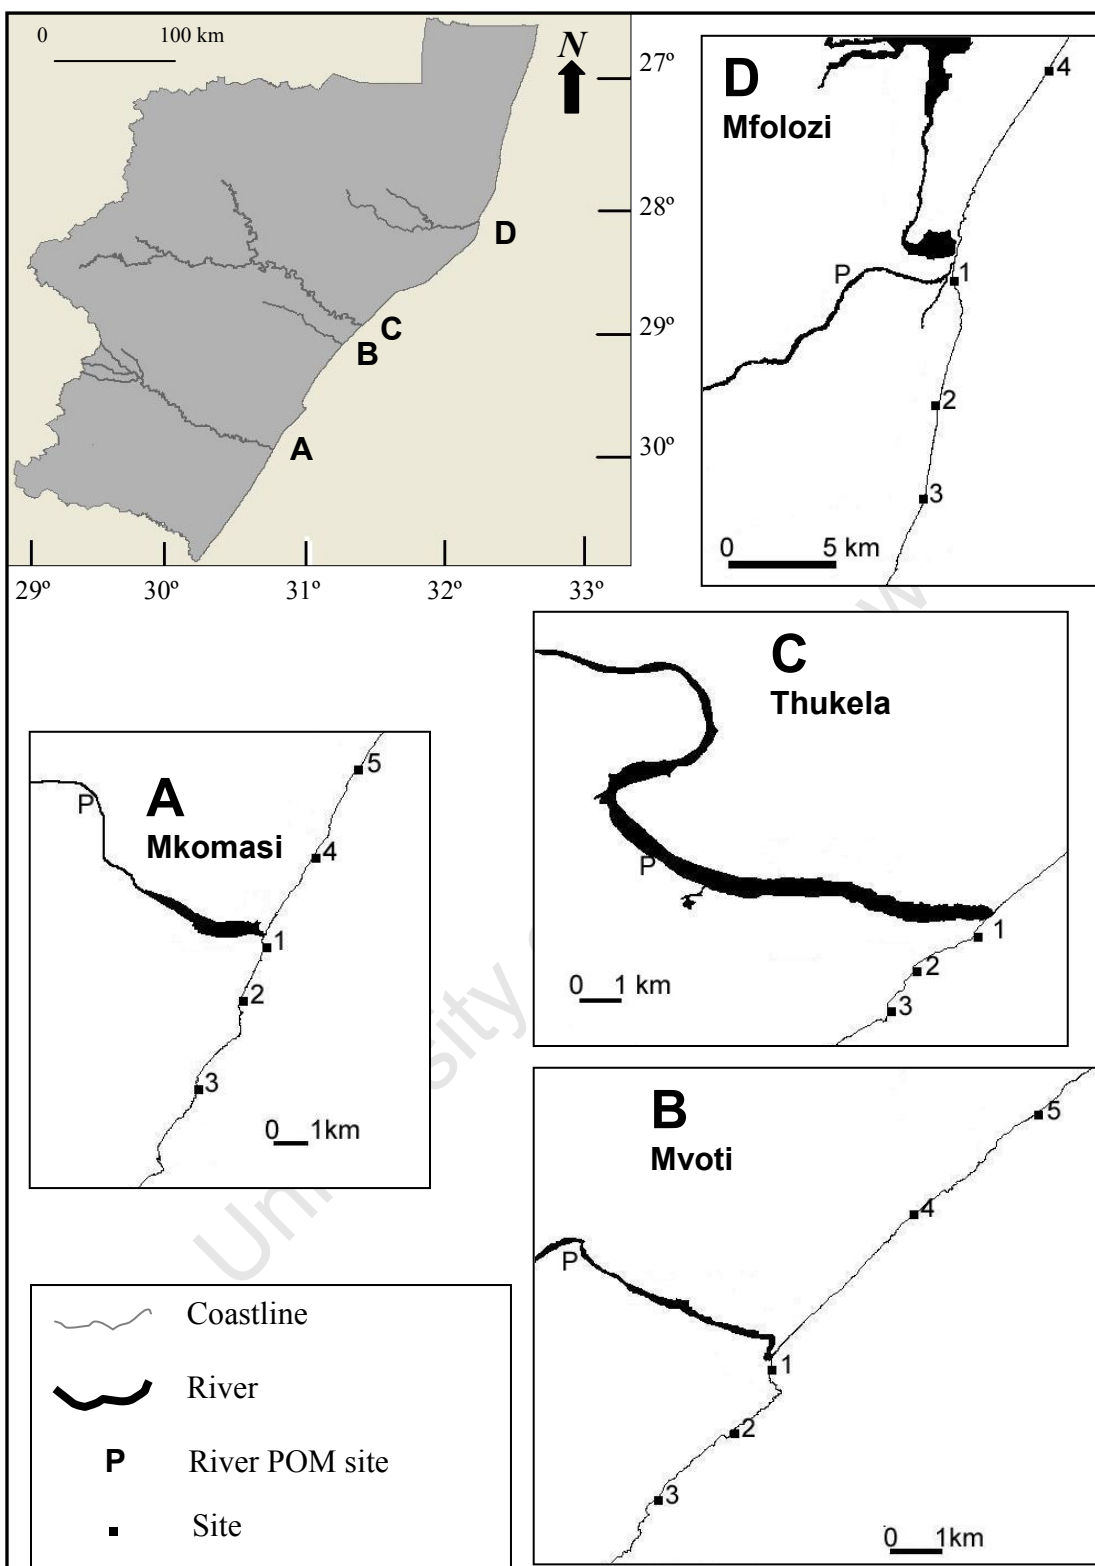 0 100 km
N
27º
28º
29º
30º
D
C
B
A
29º 30º 31º 32º 33º
D
Mfolozi
4
P
1
2
3
0 5 km
C
Thukela
P
1
2
3
0 1 km
A
Mkomasi
5
P
4
1
2
3
0 1km
B
Mvoti
5
4
P
1
2
3
0 1km
Coastline
River
P River POM site
Site